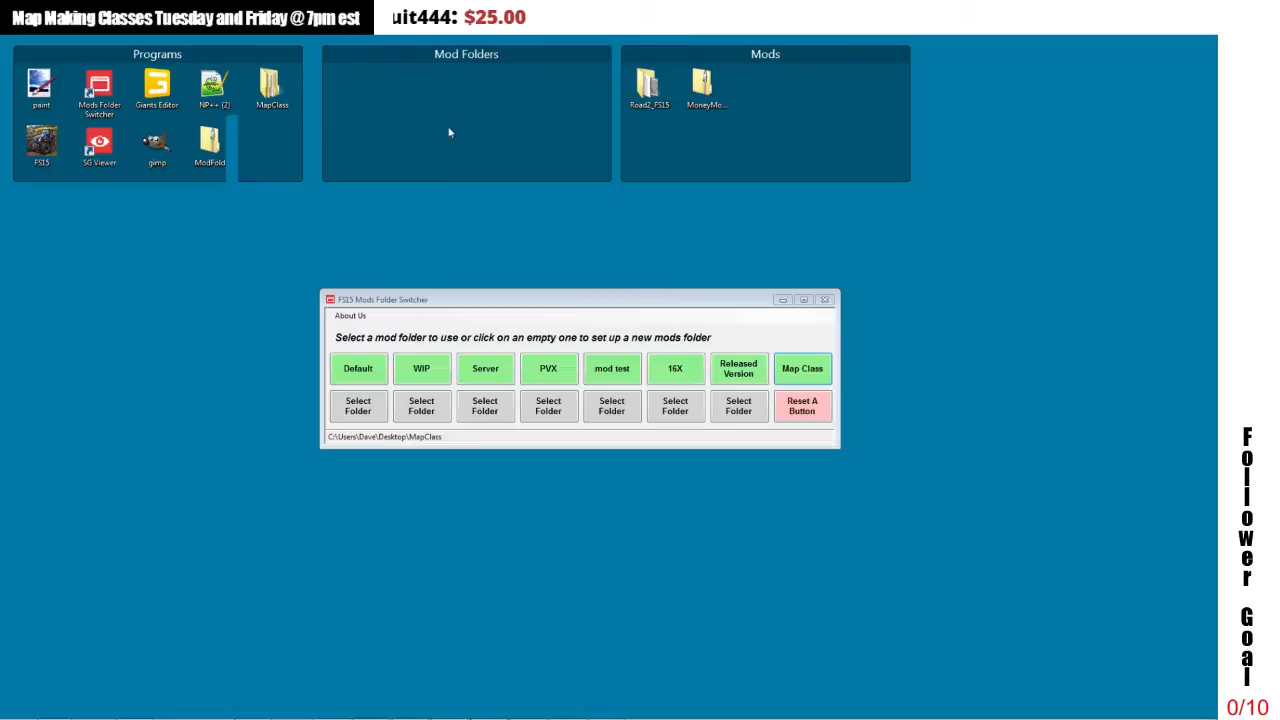 Map Making Classes Tuesday and Friday @ 7pm est
uit444: $25.00
Programs
Mod Folders
Mods
paint
Mods Folder
Switcher
Giants Editor
NP++ (2)
MapClass
Road2_FS15
MoneyMo...
FS15
SG Viewer
gimp
ModFold
FS15 Mods Folder Switcher
About Us
Select a mod folder to use or click on an empty one to set up a new mods folder
Default
WIP
Server
PVX
mod test
16X
Released
Version
Map Class
Select
Folder
Select
Folder
Select
Folder
Select
Folder
Select
Folder
Select
Folder
Select
Folder
Reset A
Button
C:\Users\Dave\Desktop\MapClass
Follower Goal
0/10